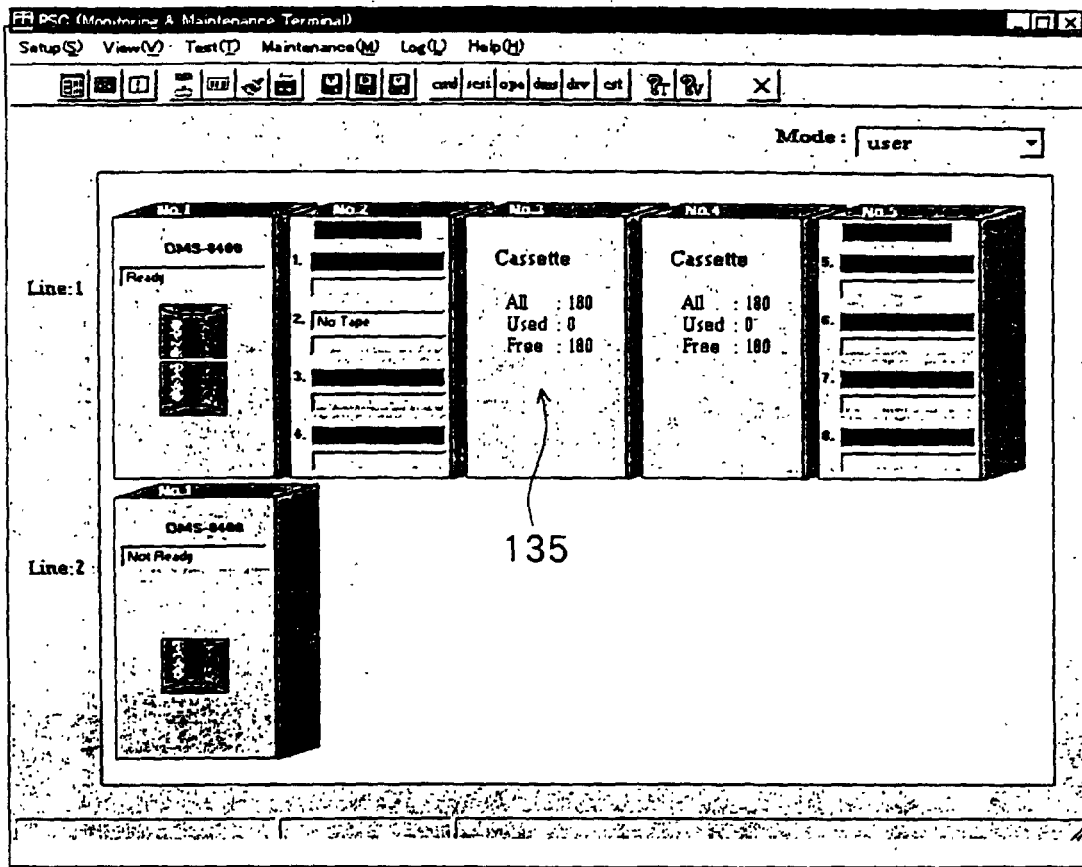 PSC (Monitoring & Maintenance Terminal)
Setup(S) View(V) Test(T) Maintenance(M) Log(L) Help(H)
cmd scsi ope dms drv cst
Mode: user
No.1 No.2 No.3 No.4 No.5
Line:1
DMS-8400
Ready
1.
2. No Tape
3.
4.
Cassette
All : 180
Used : 0
Free : 180
Cassette
All : 180
Used : 0
Free : 180
5.
6.
7.
8.
135
Line:2
No.1
DMS-8400
Not Ready